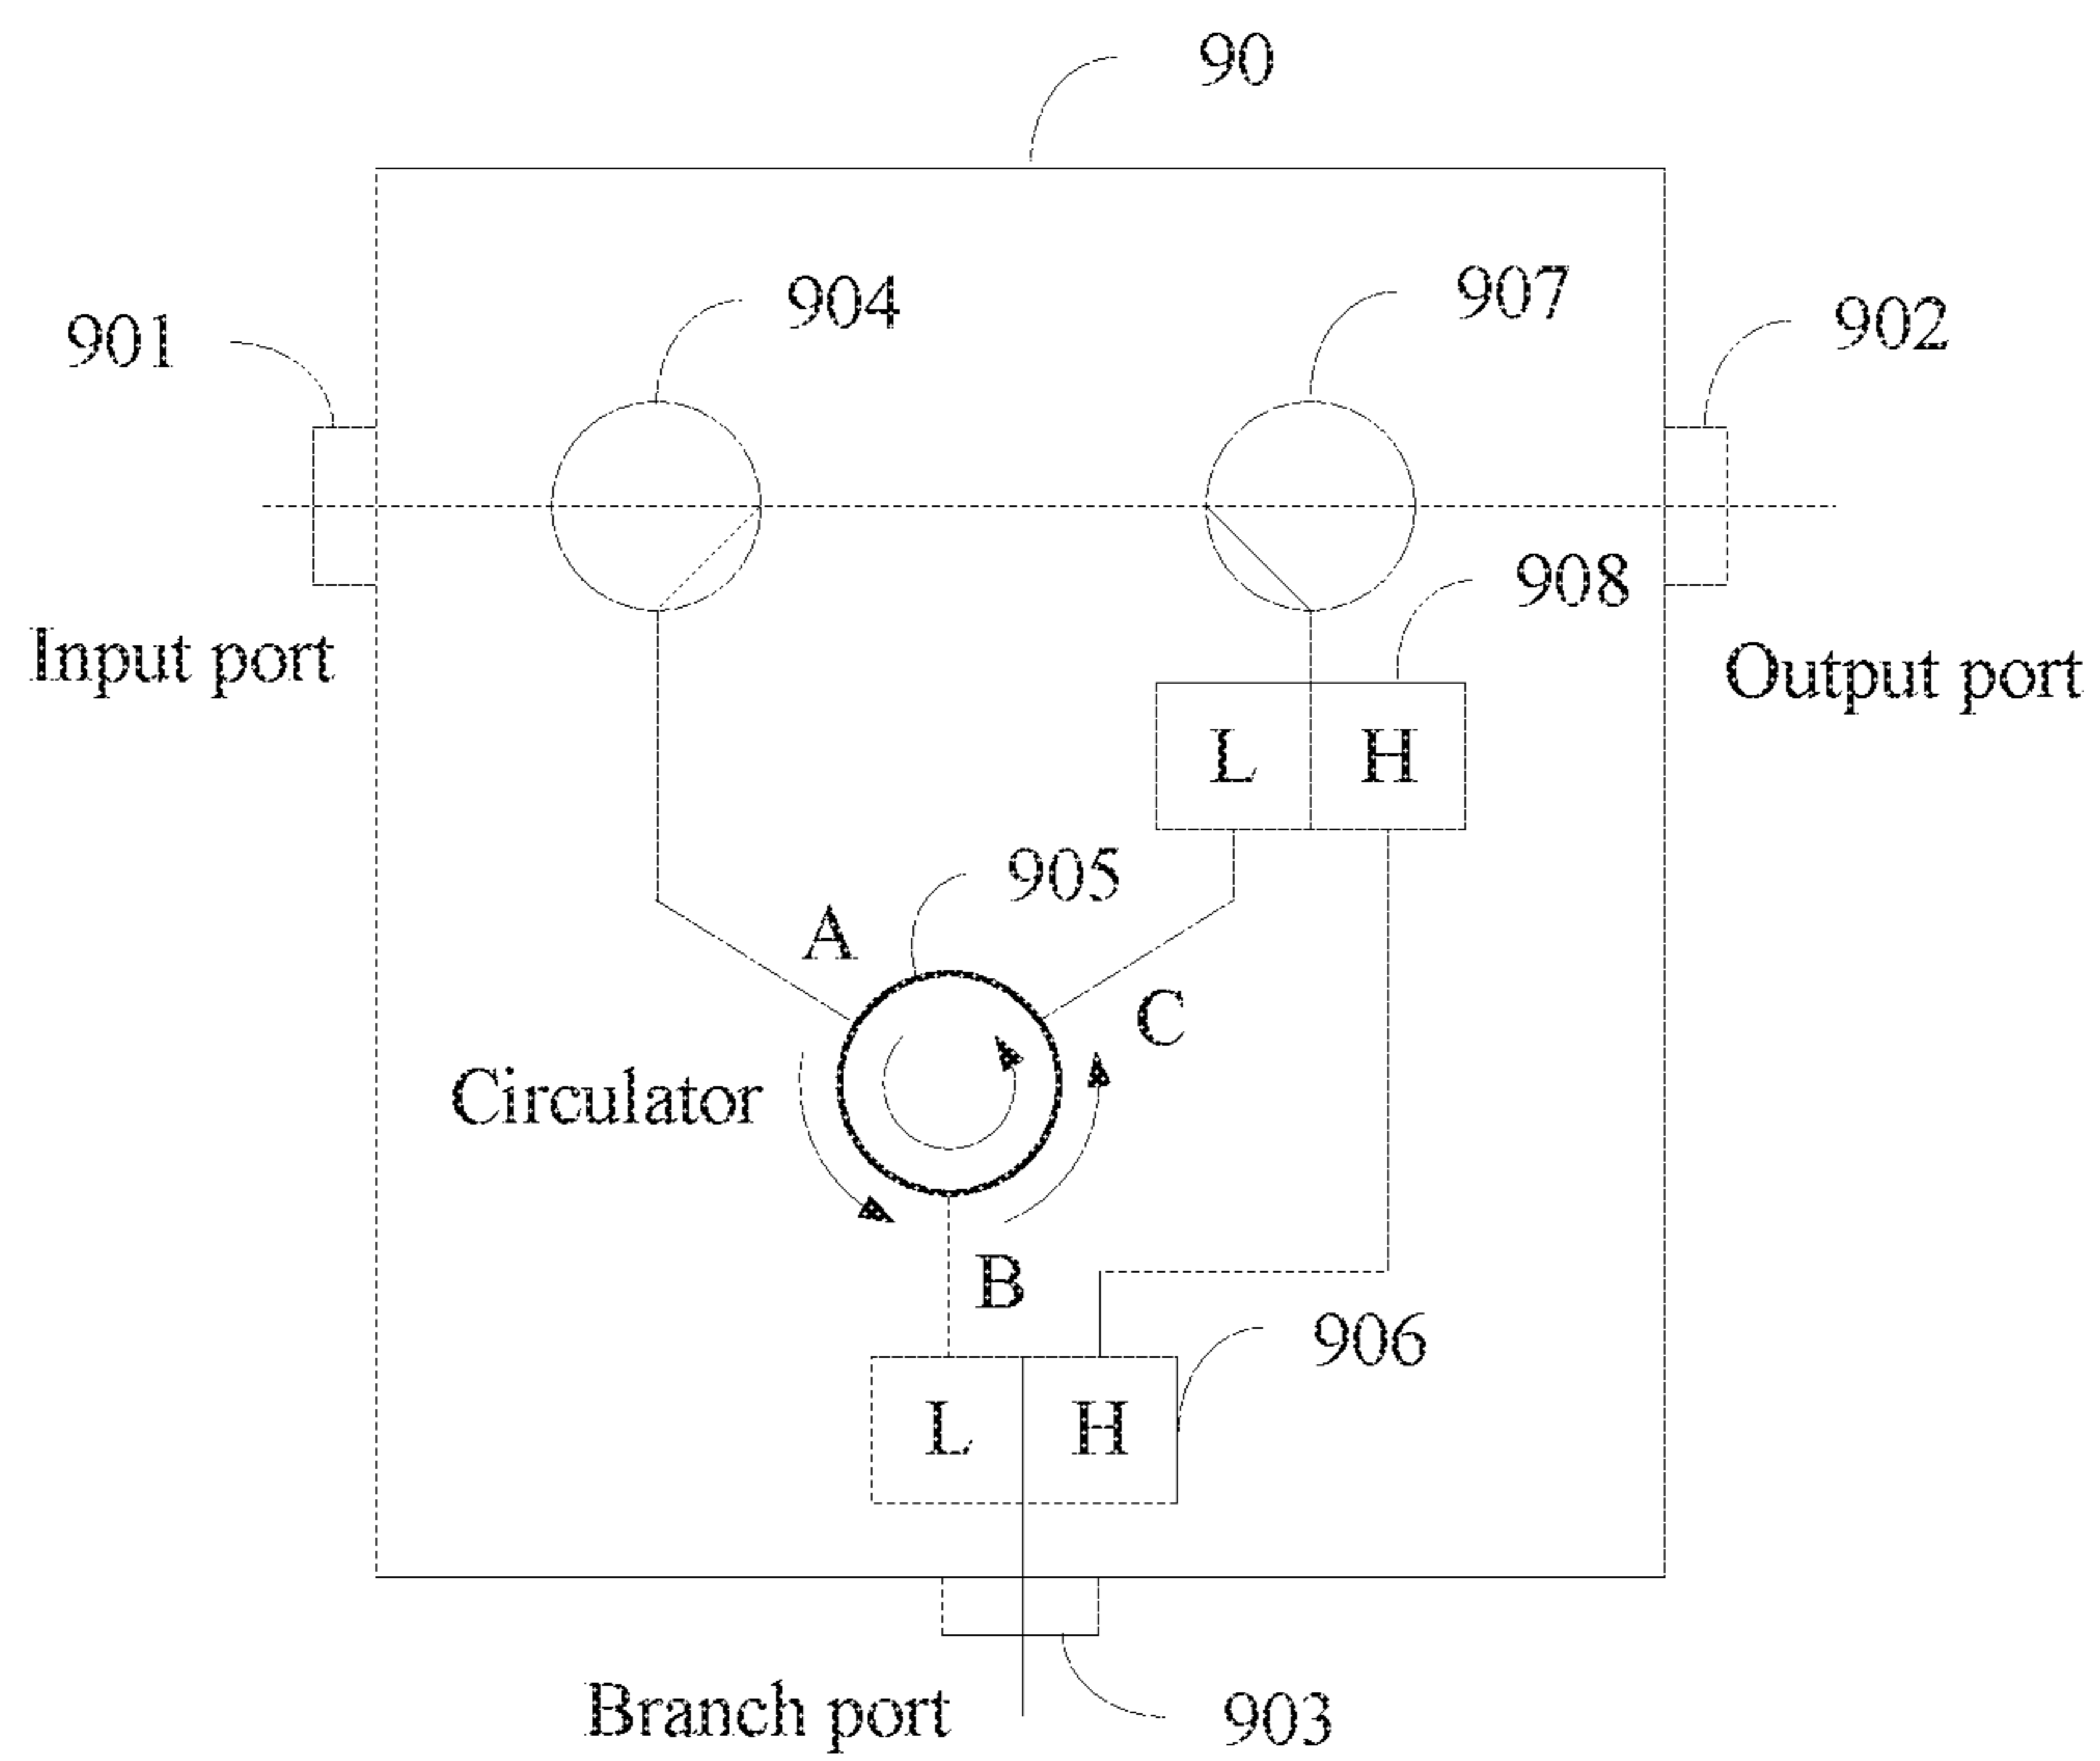 90
904
907
901
902
908
Input port
Output port
L H
905
A
C
Circulator
B
906
L H
Branch port
903